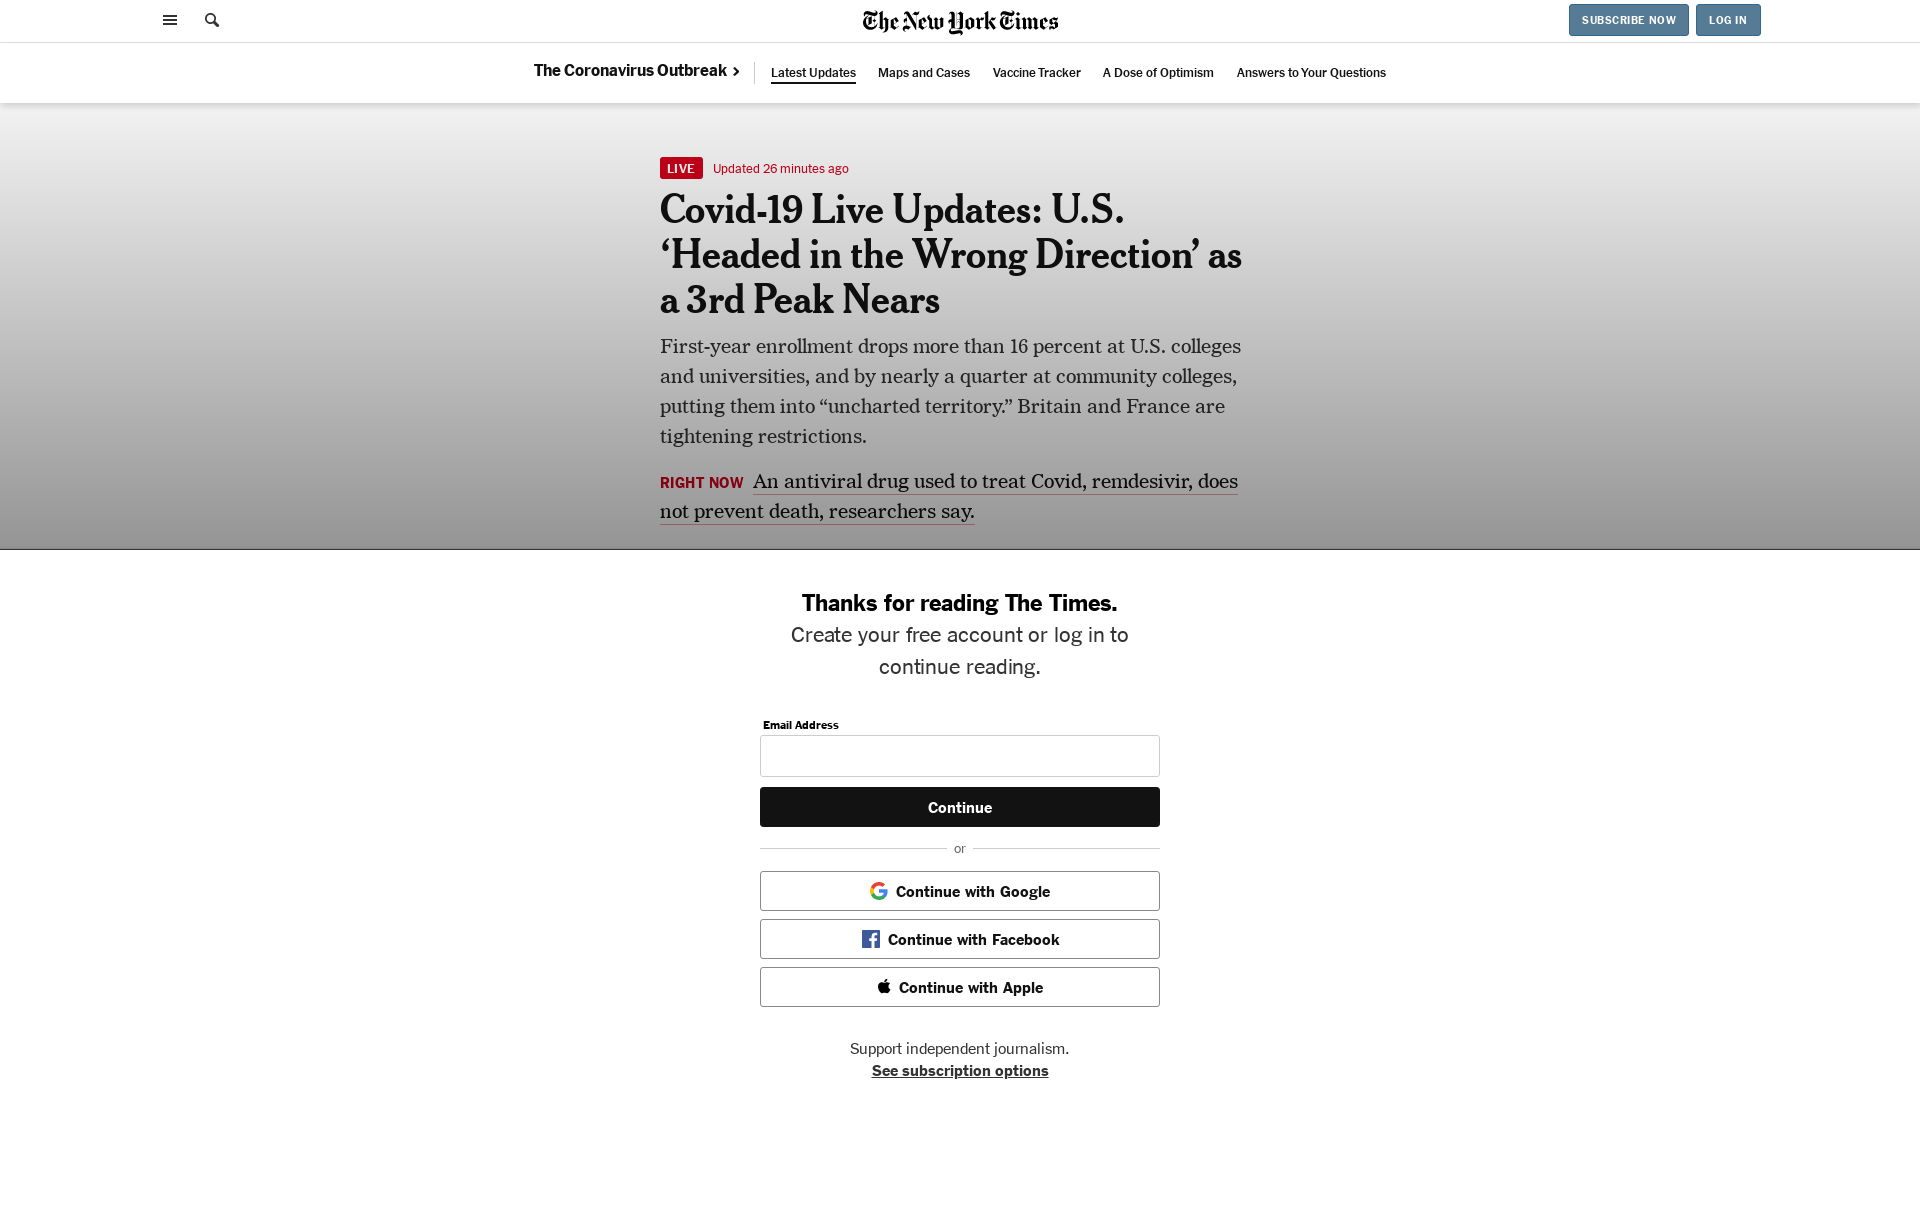 The New York Times
SUBSCRIBE NOW
LOG IN
The Coronavirus Outbreak
Latest Updates
Maps and Cases
Vaccine Tracker
A Dose of Optimism
Answers to Your Questions
LIVE Updated 26 minutes ago
Covid-19 Live Updates: U.S.
‘Headed in the Wrong Direction’ as
a 3rd Peak Nears
First-year enrollment drops more than 16 percent at U.S. colleges
and universities, and by nearly a quarter at community colleges,
putting them into “uncharted territory.” Britain and France are
tightening restrictions.
RIGHT NOW An antiviral drug used to treat Covid, remdesivir, does
not prevent death, researchers say.
Thanks for reading The Times.
Create your free account or log in to
continue reading.
Email Address
Continue
or
Continue with Google
Continue with Facebook
Continue with Apple
Support independent journalism.
See subscription options